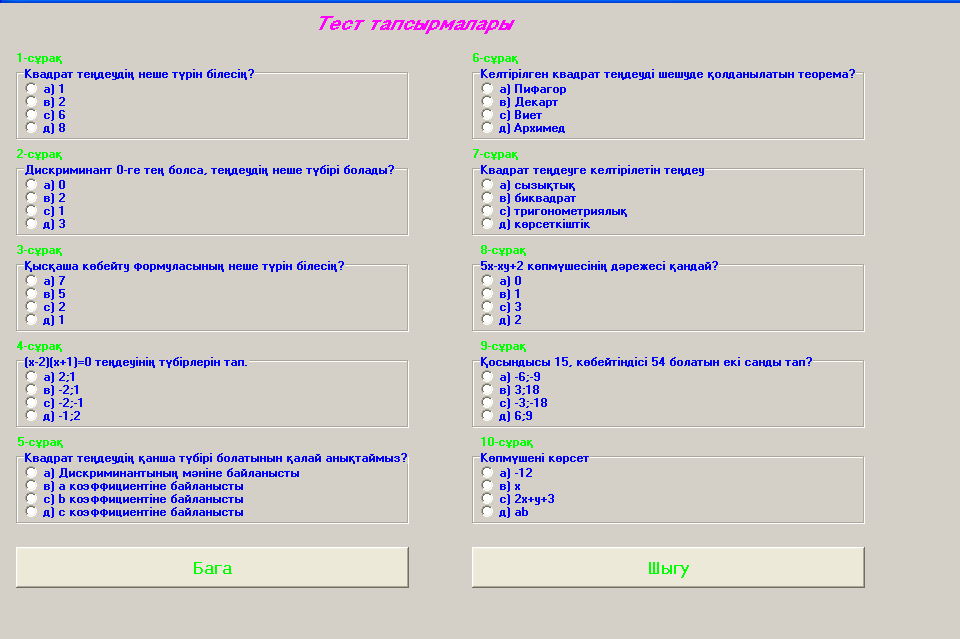 Тест тапсырмалары
1-сұрақ
Квадрат теңдеудің неше түрін білесің?
а) 1
в) 2
с) 6
д) 8
2-сұрақ
Дискриминант 0-ге тең болса, теңдеудің неше түбірі болады?
а) 0
в) 2
с) 1
д) 3
3-сұрақ
Қысқаша көбейту формуласының неше түрін білесің?
а) 7
в) 5
с) 2
д) 1
4-сұрақ
(х-2)(х+1)=0 теңдеуінің түбірлерін тап.
а) 2;1
в) -2;1
с) -2;-1
д) -1;2
5-сұрақ
Квадрат теңдеудің қанша түбірі болатынын қалай анықтаймыз?
а) Дискриминантының мәніне байланысты
в) а коэффициентіне байланысты
с) b коэффициентіне байланысты
д) с коэффициентіне байланысты
6-сұрақ
Келтірілген квадрат теңдеуді шешуде қолданылатын теорема?
а) Пифагор
в) Декарт
с) Виет
д) Архимед
7-сұрақ
Квадрат теңдеуге келтірілетін теңдеу
а) сызықтық
в) биквадрат
с) тригонометриялық
д) көрсеткіштік
8-сұрақ
5х-ху+2 көпмүшесінің дәрежесі қандай?
а) 0
в) 1
с) 3
д) 2
9-сұрақ
Қосындысы 15, көбейтіндісі 54 болатын екі санды тап?
а) -6;-9
в) 3;18
с) -3;-18
д) 6;9
10-сұрақ
Көпмүшені көрсет
а) -12
в) х
с) 2х+у+3
д) ab
Бага
Шыгу